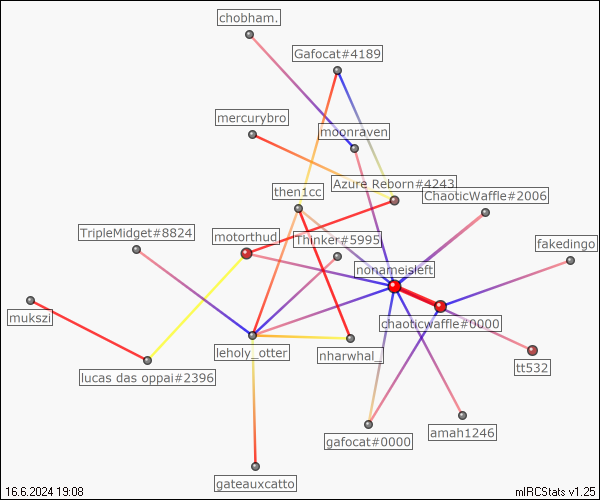 chobham.
Gafocat#4189
mercurybro
moonraven
Azure Reborn#4243
then1cc
ChaoticWaffle#2006
TripleMidget#8824
motorthud
Thinker#5995
fakedingo
nonameisleft
mukszi
chaoticwaffle#0000
leholy_otter
nharwhal_
tt532
lucas das oppai#2396
gafocat#0000
amah1246
gateauxcatto
16.6.2024 19:08
mIRCStats v1.25